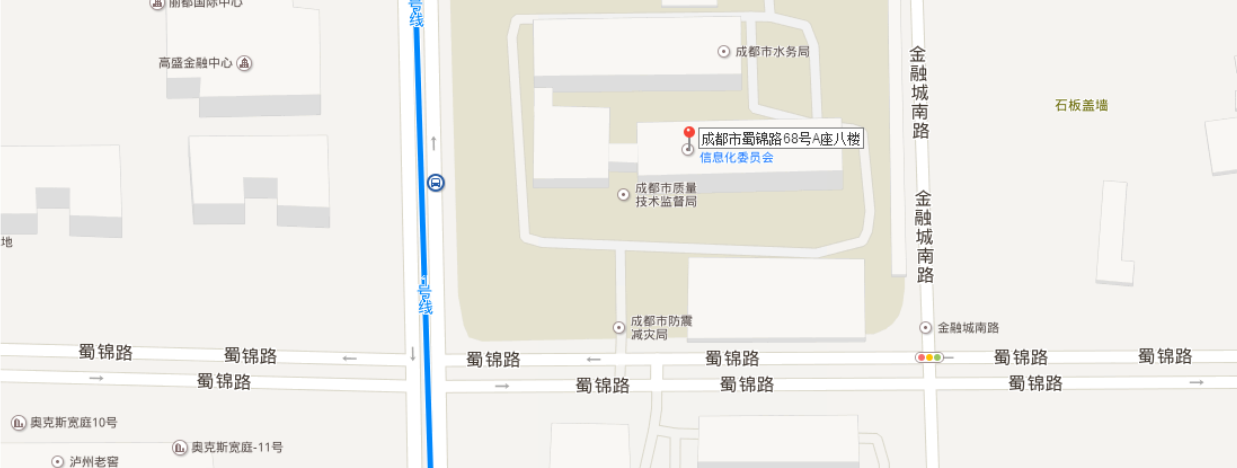 丽都国际中心
号线
高盛金融中心
成都市水务局
金融城南路
石板盖墙
成都市蜀锦路68号A座八楼
信息化委员会
成都市质量
技术监督局
金融城南路
地
1号线
成都市防震
减灾局
金融城南路
蜀锦路
蜀锦路
蜀锦路
蜀锦路
蜀锦路
蜀锦路
蜀锦路
蜀锦路
蜀锦路
蜀锦路
奥克斯宽庭10号
奥克斯宽庭-11号
泸州老窖